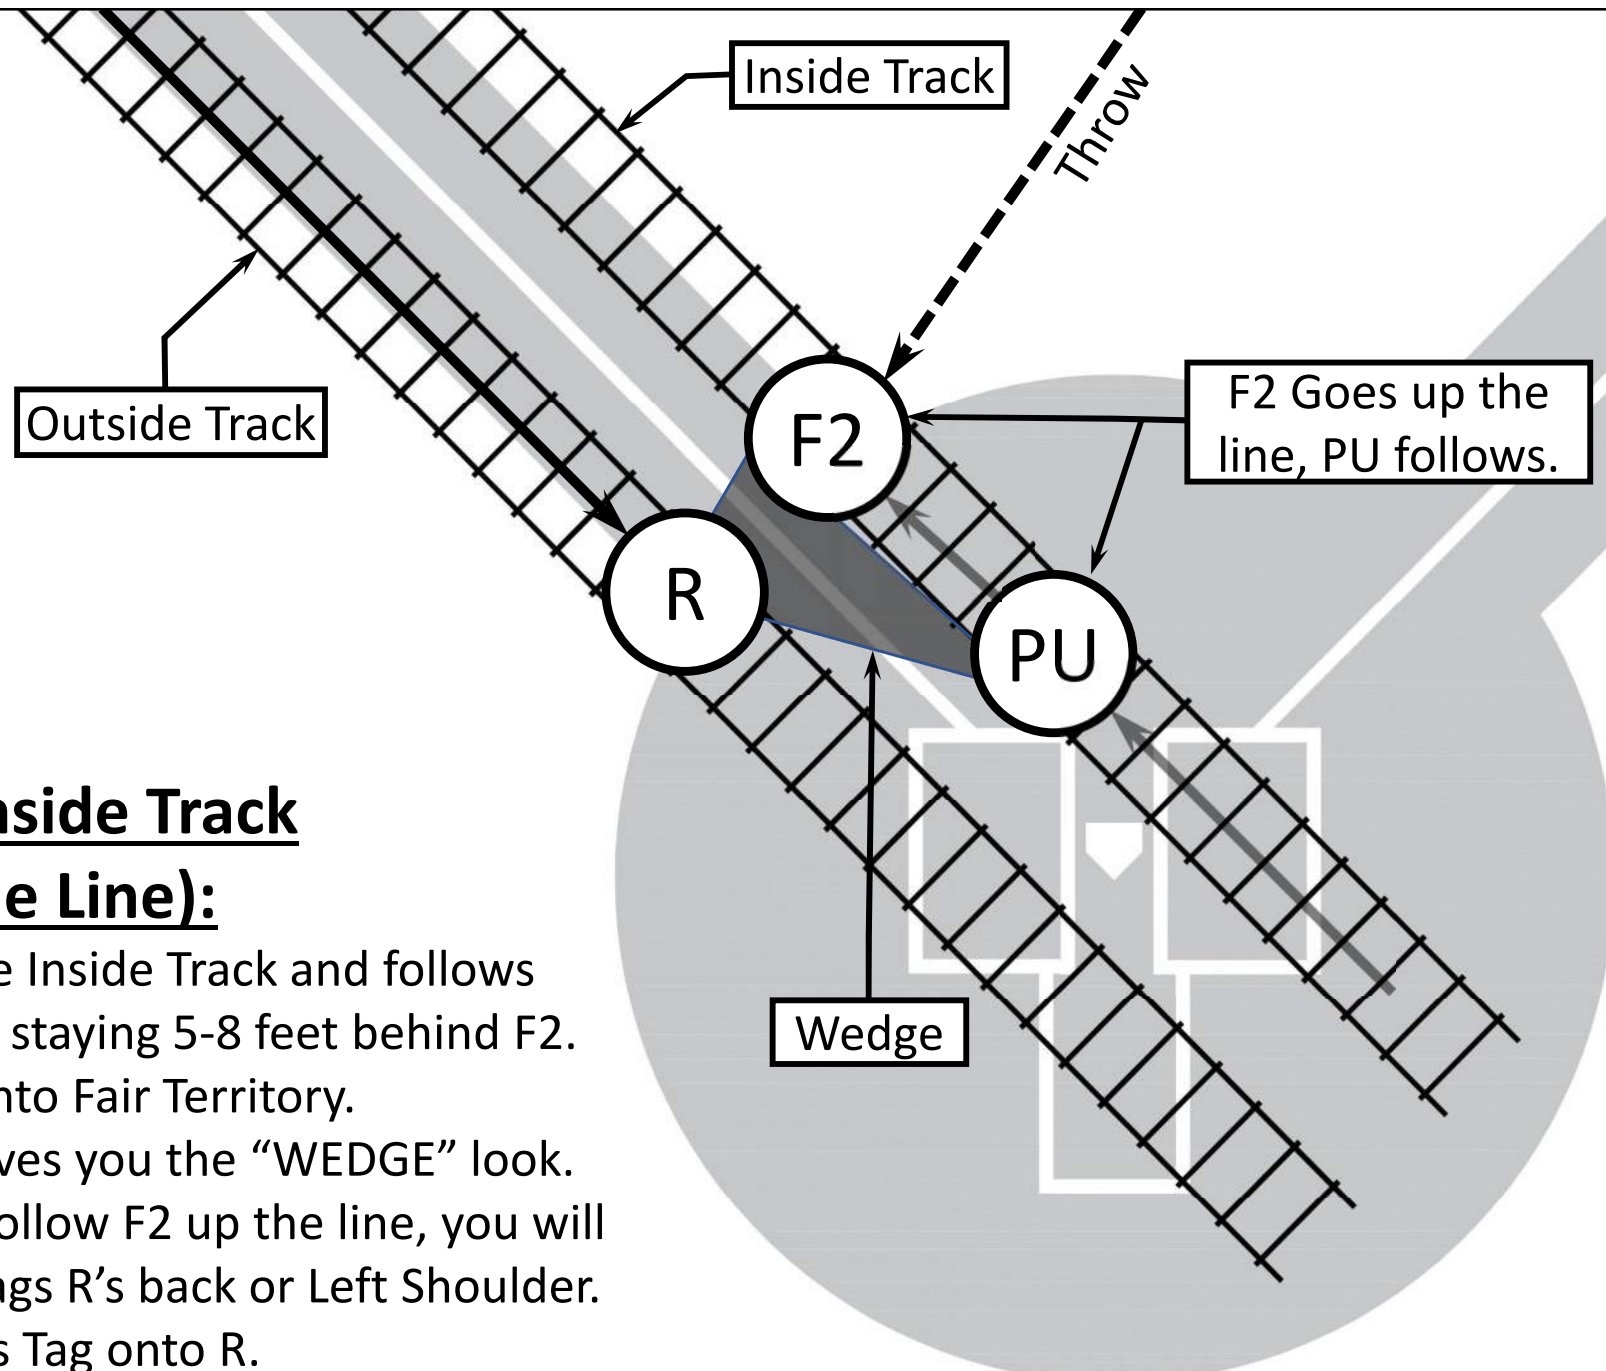 Inside Track
Throw
Outside Track
F2 Goes up the
line, PU follows.
F2
R
PU
Wedge
nside Track
e Line):
e Inside Track and follows
staying 5-8 feet behind F2.
nto Fair Territory.
ves you the “WEDGE” look.
ollow F2 up the line, you will
ags R’s back or Left Shoulder.
s Tag onto R.